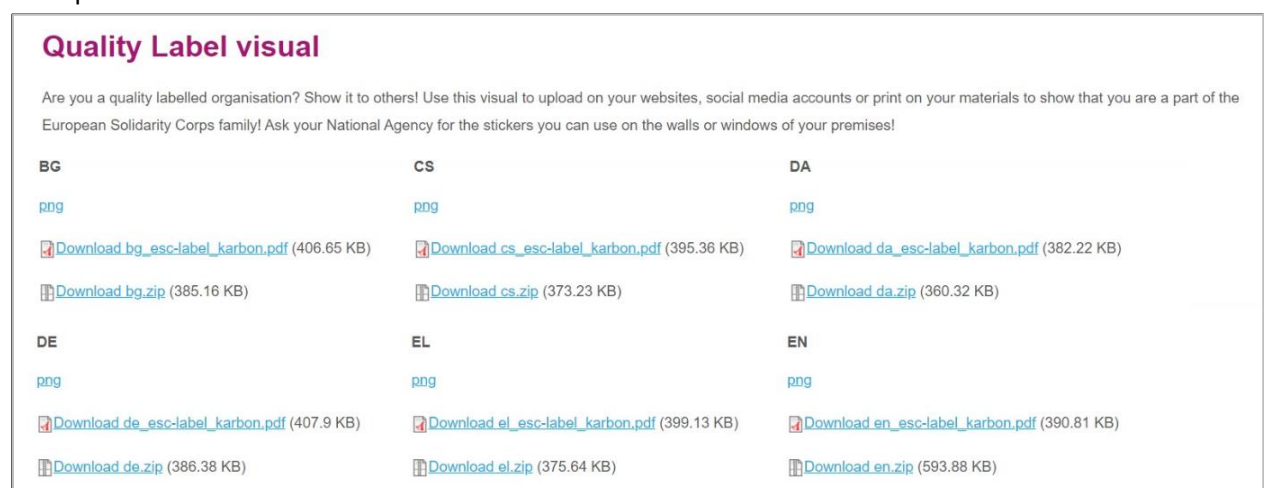 Quality Label visual
Are you a quality labelled organisation? Show it to others! Use this visual to upload on your websites, social media accounts or print on your materials to show that you are a part of the
European Solidarity Corps family! Ask your National Agency for the stickers you can use on the walls or windows of your premises!
BG
png
Download bg_esc-label_karbon.pdf (406.65 KB)
Download bg.zip (385.16 KB)
CS
png
Download cs_esc-label_karbon.pdf (395.36 KB)
Download cs.zip (373.23 KB)
DA
png
Download da_esc-label_karbon.pdf (382.22 KB)
Download da.zip (360.32 KB)
DE
png
Download de_esc-label_karbon.pdf (407.9 KB)
Download de.zip (386.38 KB)
EL
png
Download el_esc-label_karbon.pdf (399.13 KB)
Download el.zip (375.64 KB)
EN
png
Download en_esc-label_karbon.pdf (390.81 KB)
Download en.zip (593.88 KB)